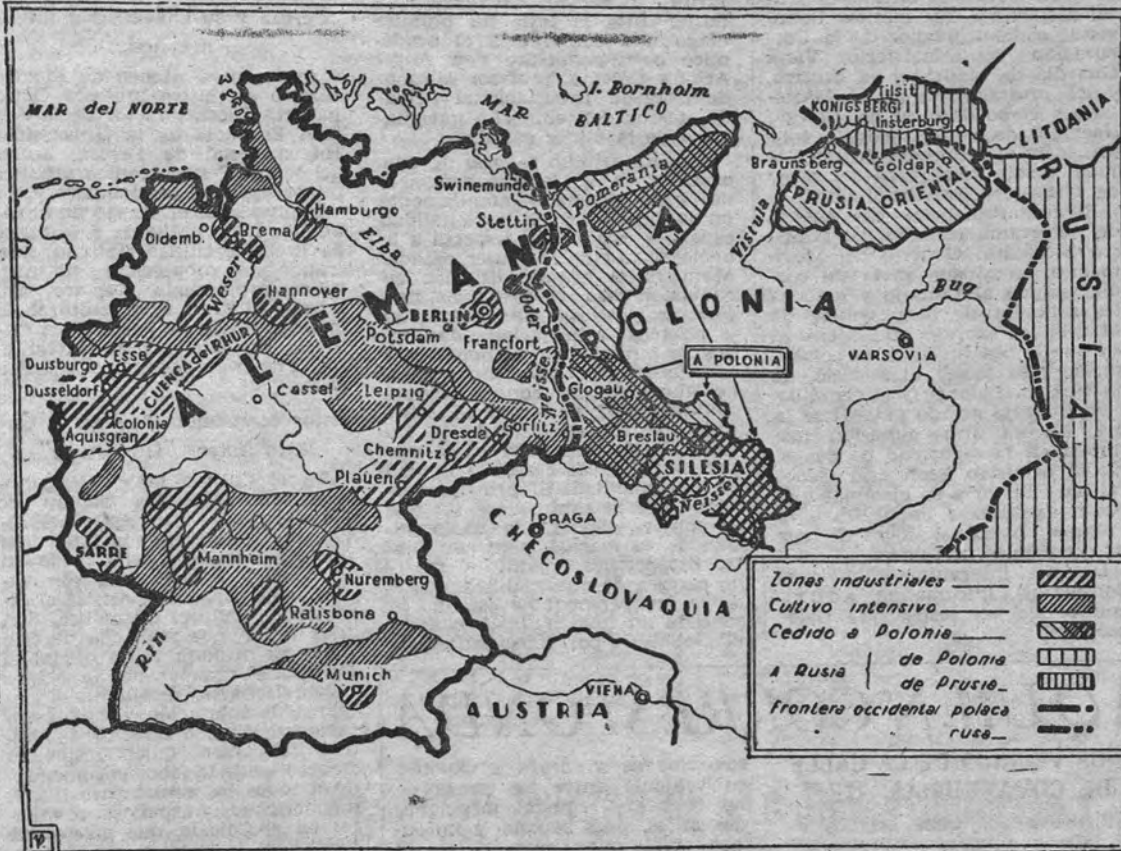 MAR del NORTE
MAR
BALTICO
I. Bornholm
Tilsit
KONIGSBERG
Insterburg
LITUANIA
Braunsberg
Goldap
PRUSIA ORIENTAL
RUSIA
Swinemunde
Stettin
Pomerania
Vistula
Hamburgo
Oldemb.
Brema
Elba
Weser
Hannover
BERLIN
Oder
Potsdam
Francfort
ALEMANIA
POLONIA
Bug
VARSOVIA
A POLONIA
Duisburgo
Esse
Dusseldorf
CUENCA del RHUR
Colonia
Aquisgran
Cassel
Leipzig
Neisse
Glogau
Dresde
Gorlitz
Chemnitz
Breslau
Plauen
SILESIA
Neisse
PRAGA
CHECOSLOVAQUIA
SARRE
Mannheim
Nuremberg
Ratisbona
Rin
Munich
VIENA
AUSTRIA
Zonas industriales
Cultivo intensivo
Cedido a Polonia
A Rusia
de Polonia
de Prusia
Frontera occidental polaca
rusa